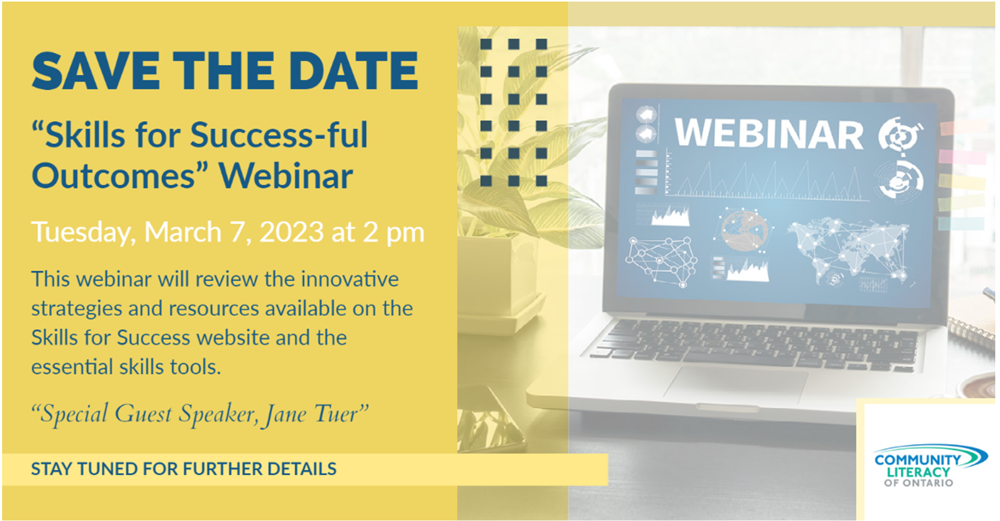 SAVE THE DATE
“Skills for Success-ful
Outcomes” Webinar
Tuesday, March 7, 2023 at 2 pm
This webinar will review the innovative
strategies and resources available on the
Skills for Success website and the
essential skills tools.
“Special Guest Speaker, Jane Tuer”
STAY TUNED FOR FURTHER DETAILS
WEBINAR
COMMUNITY
LITERACY
OF ONTARIO